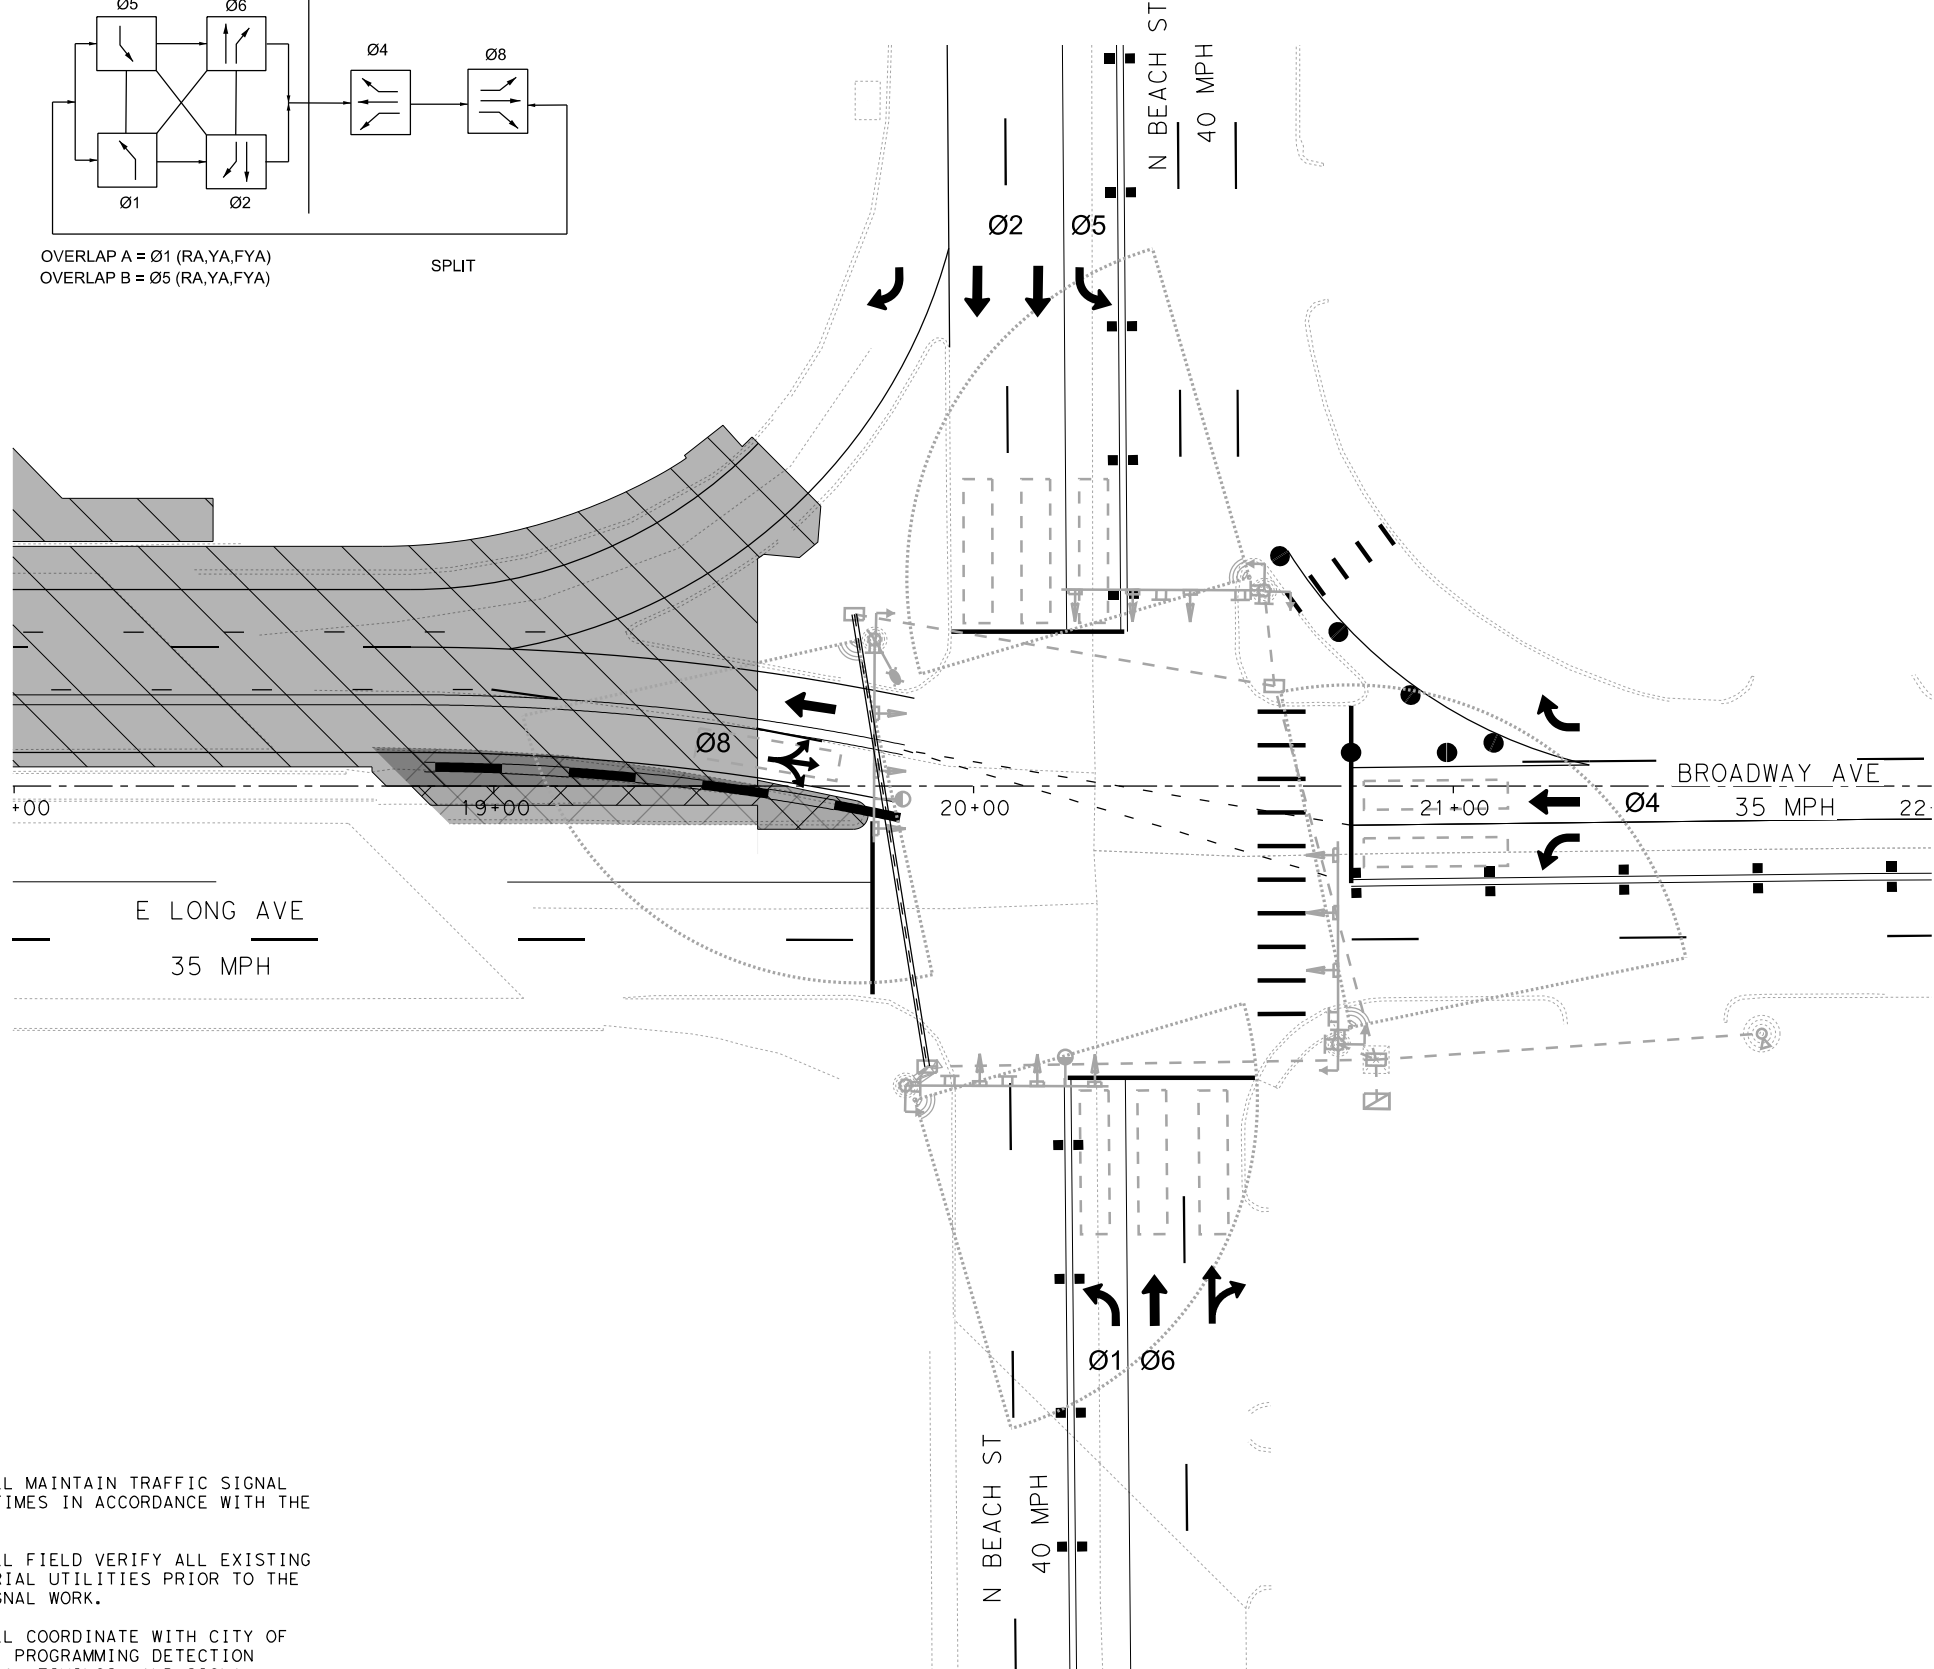 Ø5
Ø6
Ø4
Ø8
Ø1
Ø2
OVERLAP A = Ø1 (RA,YA,FYA)
OVERLAP B = Ø5 (RA,YA,FYA)
SPLIT
N BEACH ST
40 MPH
Ø2
Ø5
Ø8
BROADWAY AVE
35 MPH
Ø4
+00
19+00
20+00
21+00
22
E LONG AVE
35 MPH
Ø1
Ø6
N BEACH ST
40 MPH
MAINTAIN TRAFFIC SIGNAL
TIMES IN ACCORDANCE WITH THE
FIELD VERIFY ALL EXISTING
UTILITIES PRIOR TO THE
WORK.
COORDINATE WITH CITY OF
PROGRAMMING DETECTION